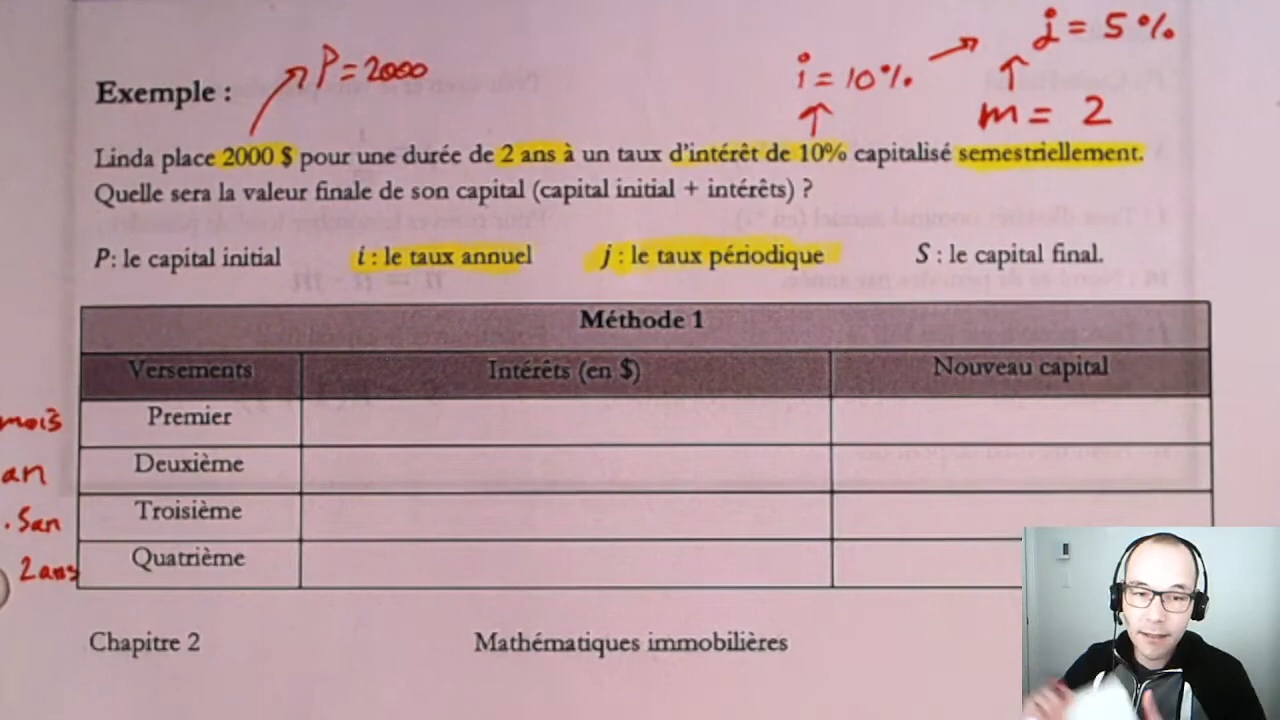 j = 5%
P = 2000
i = 10%
m = 2
Exemple :
Linda place 2000 $ pour une durée de 2 ans à un taux d'intérêt de 10% capitalisé semestriellement.
Quelle sera la valeur finale de son capital (capital initial + intérêts) ?
P: le capital initial i : le taux annuel j : le taux périodique S : le capital final.
Méthode 1
Versements Intérêts (en $) Nouveau capital
mois Premier
an Deuxième
.5an Troisième
2ans Quatrième
Chapitre 2 Mathématiques immobilières